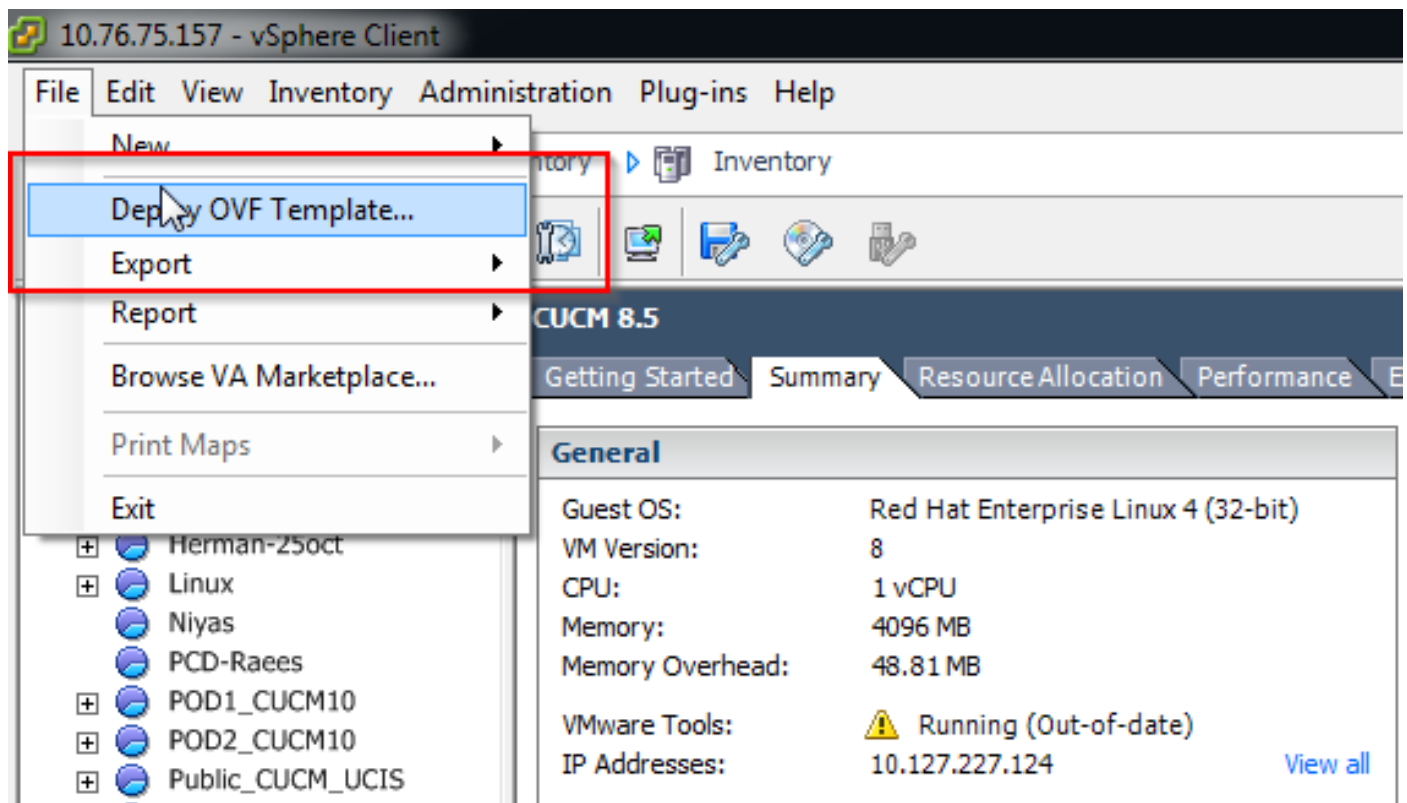 10.76.75.157 - vSphere Client
File Edit View Inventory Administration Plug-ins Help
New
ntory Inventory
Deploy OVF Template...
Export
Report
Browse VA Marketplace...
Print Maps
Exit
CUCM 8.5
Getting Started Summary Resource Allocation Performance E
General
Guest OS: Red Hat Enterprise Linux 4 (32-bit)
VM Version: 8
CPU: 1 vCPU
Memory: 4096 MB
Memory Overhead: 48.81 MB
VMware Tools: Running (Out-of-date)
IP Addresses: 10.127.227.124 View all
Herman-25oct
Linux
Niyas
PCD-Raees
POD1_CUCM10
POD2_CUCM10
Public_CUCM_UCIS